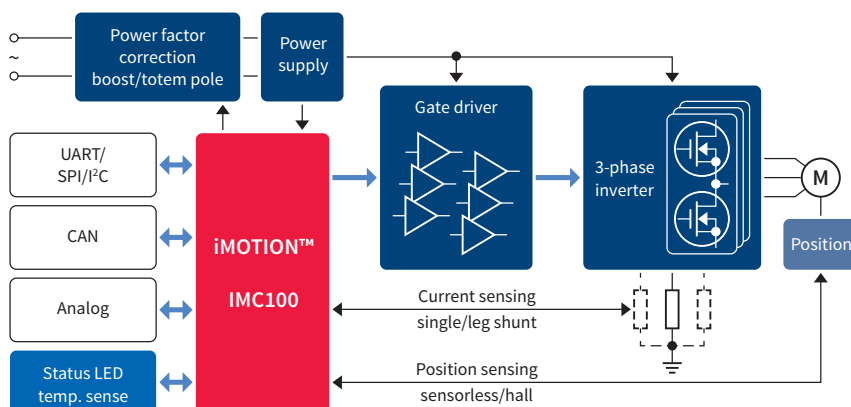 Power factor
correction
boost/totem pole
Power
supply
~
Gate driver
3-phase
inverter
M
Position
UART/
SPI/I²C
CAN
Analog
Status LED
temp. sense
iMOTION™
IMC100
Current sensing
single/leg shunt
Position sensing
sensorless/hall